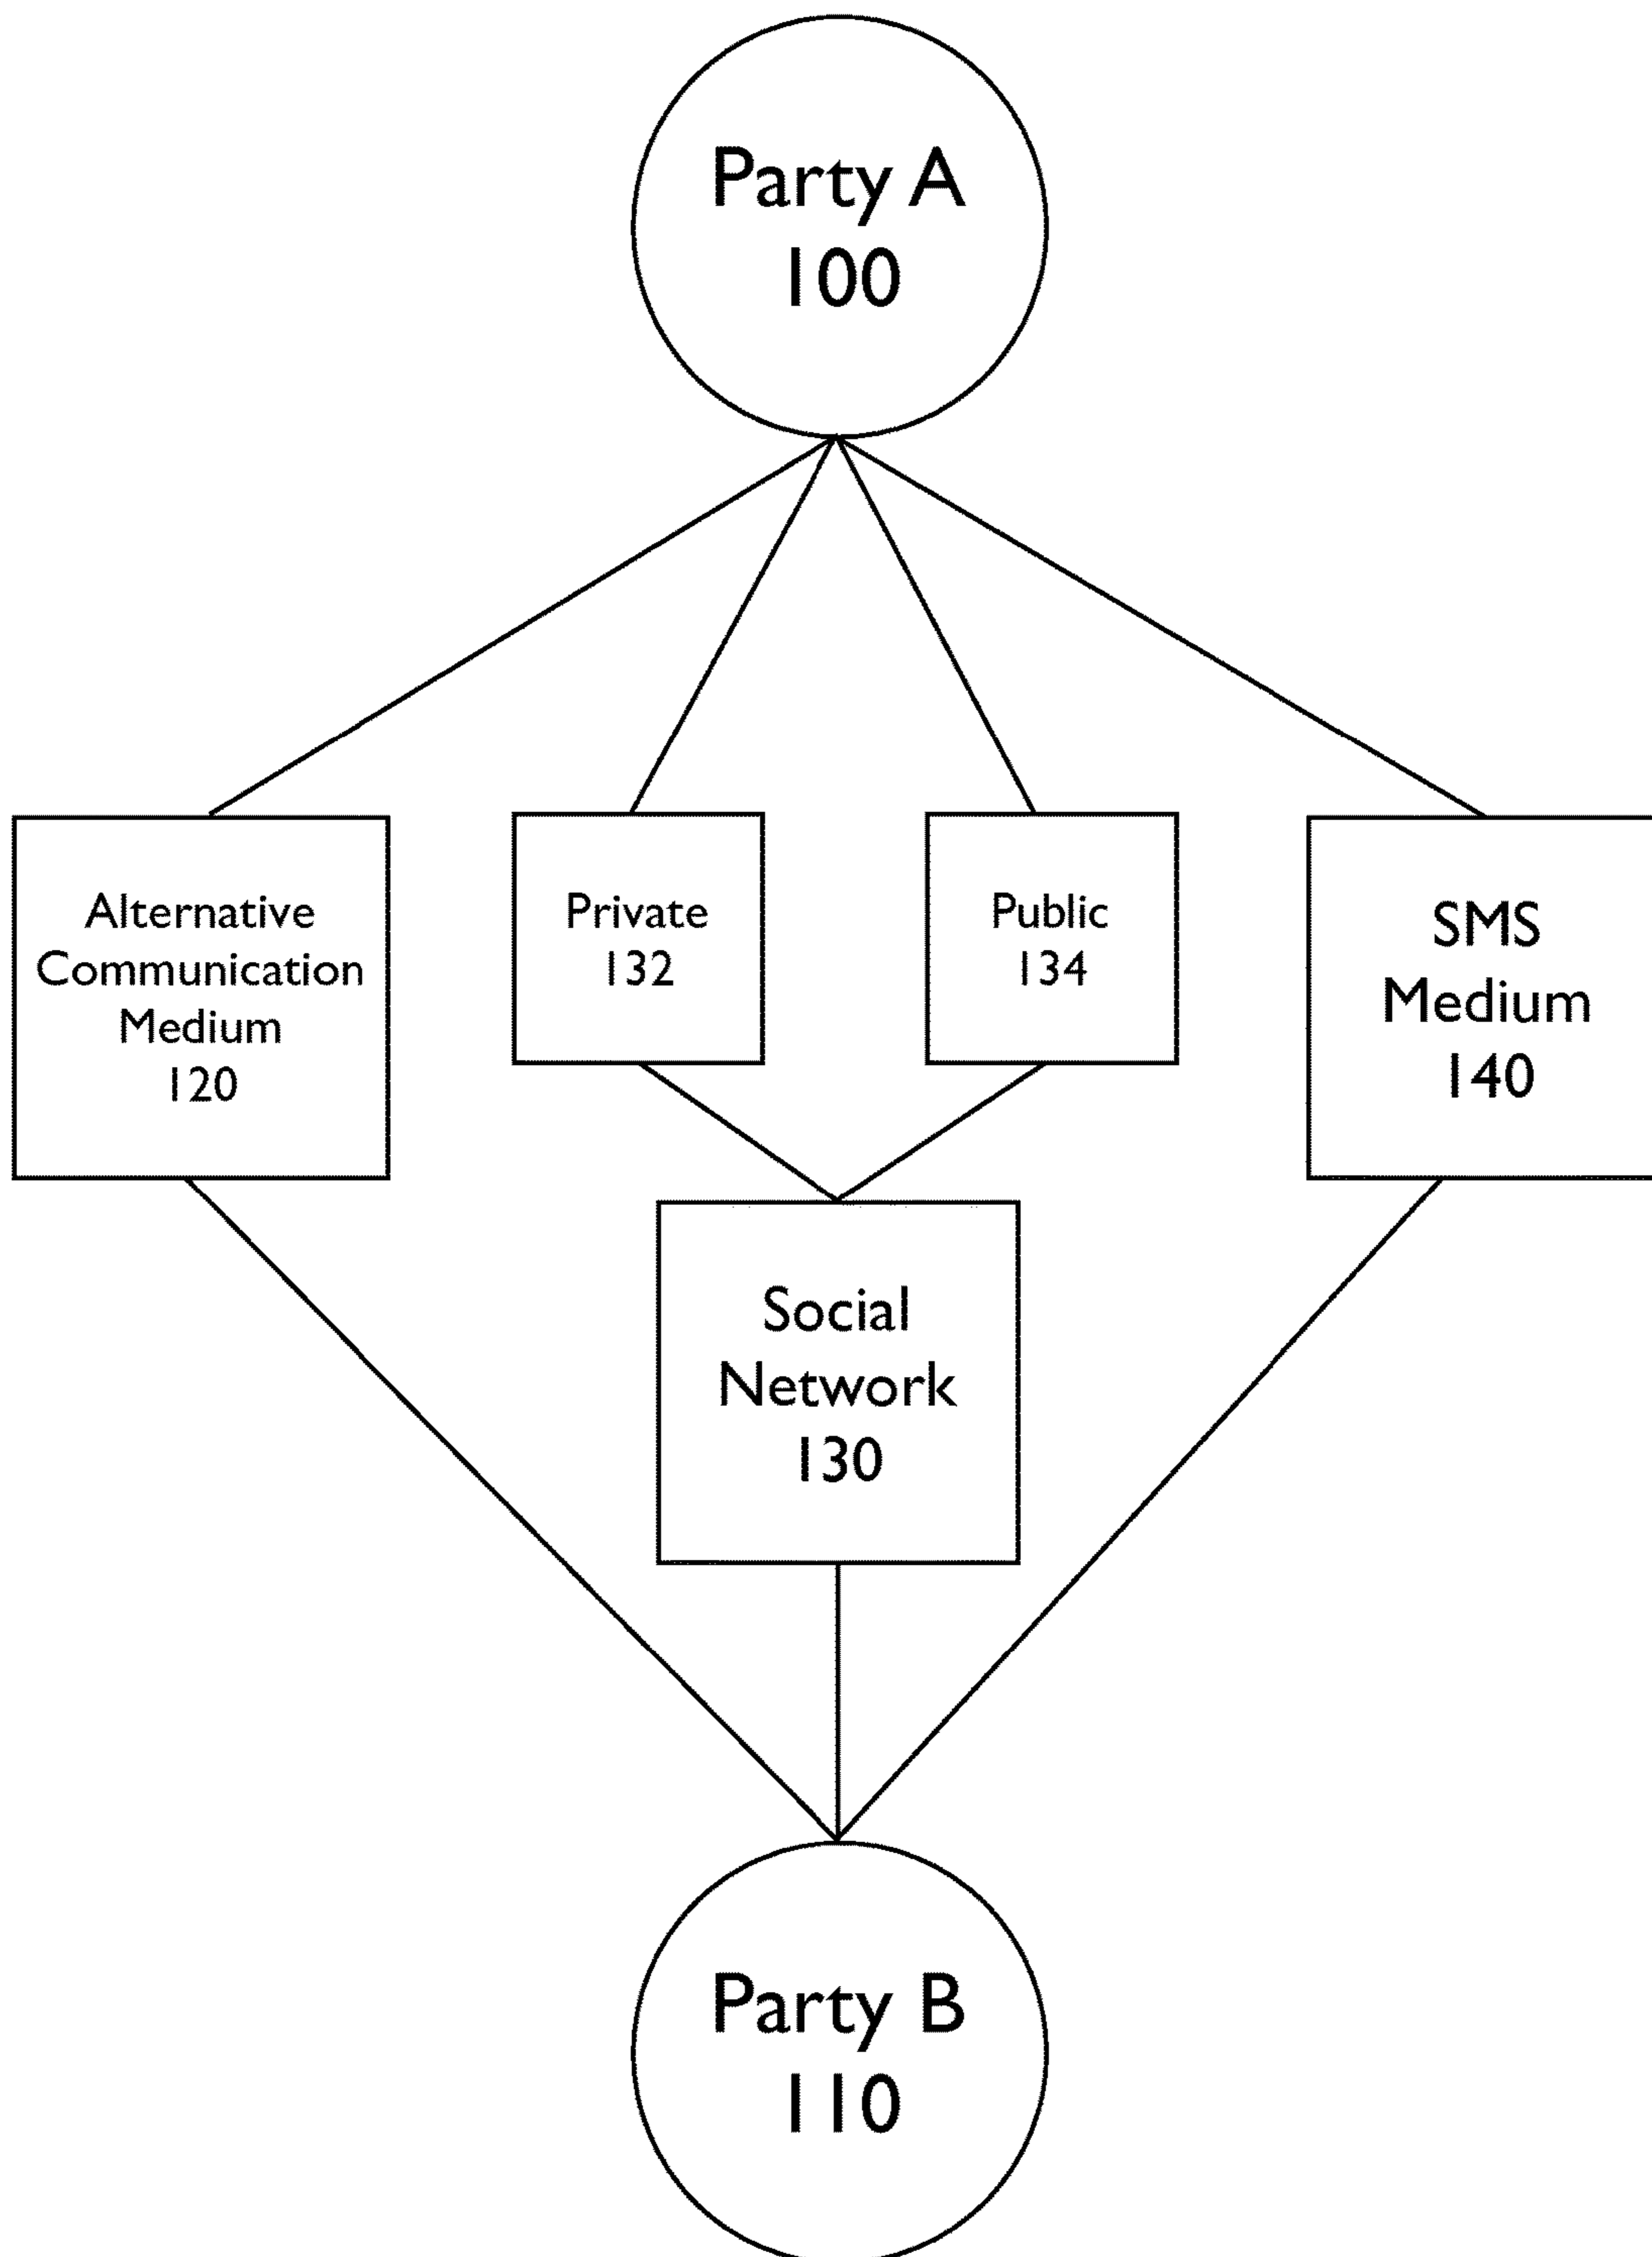 Party A
100
Alternative
Communication
Medium
120
Private
132
Public
134
SMS
Medium
140
Social
Network
130
Party B
110